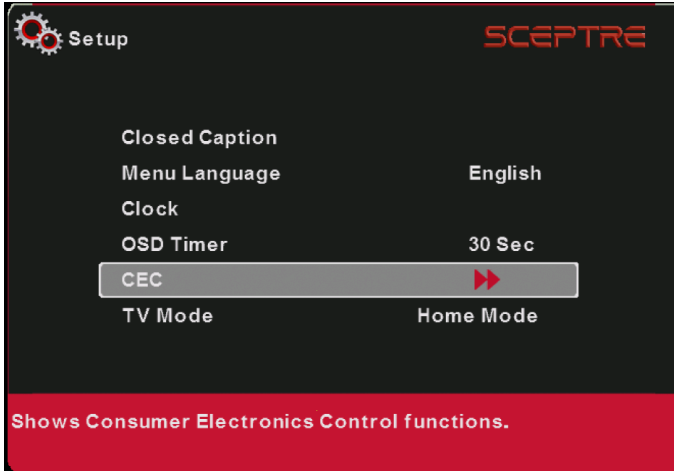 Setup
SCEPTRE
Closed Caption
Menu Language English
Clock
OSD Timer 30 Sec
CEC
TV Mode Home Mode
Shows Consumer Electronics Control functions.